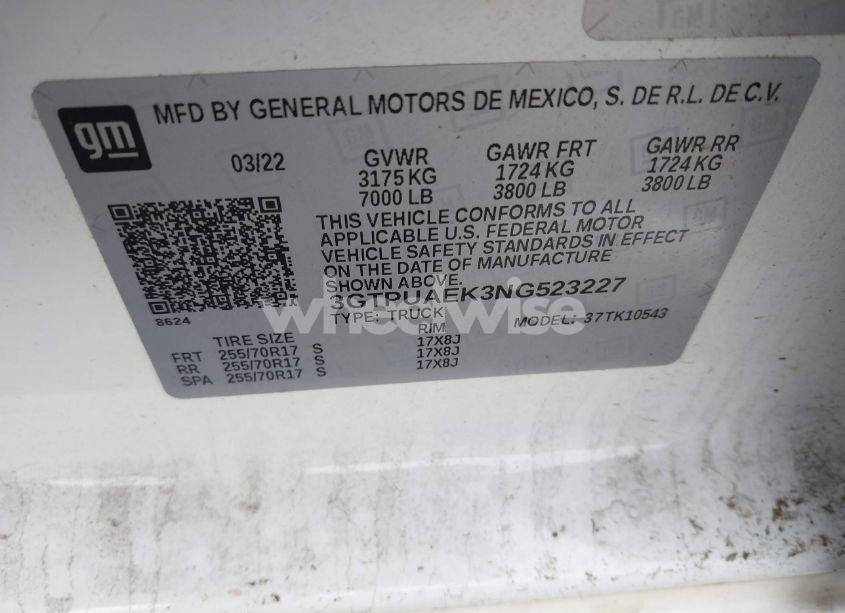 gm
MFD BY GENERAL MOTORS DE MEXICO, S. DE R.L. DE C.V.
03/22 GVWR GAWR FRT GAWR RR
3175 KG 1724 KG 1724 KG
7000 LB 3800 LB 3800 LB
THIS VEHICLE CONFORMS TO ALL
APPLICABLE U.S. FEDERAL MOTOR
VEHICLE SAFETY STANDARDS IN EFFECT
ON THE DATE OF MANUFACTURE
SHOWN ABOVE.
3GTPUAEK3NG523227
8624 TYPE: TRUCK MODEL: 37TK10543
TIRE SIZE RIM
FRT 255/70R17 S 17X8J
RR 255/70R17 S 17X8J
SPA 255/70R17 S 17X8J
wheelwise